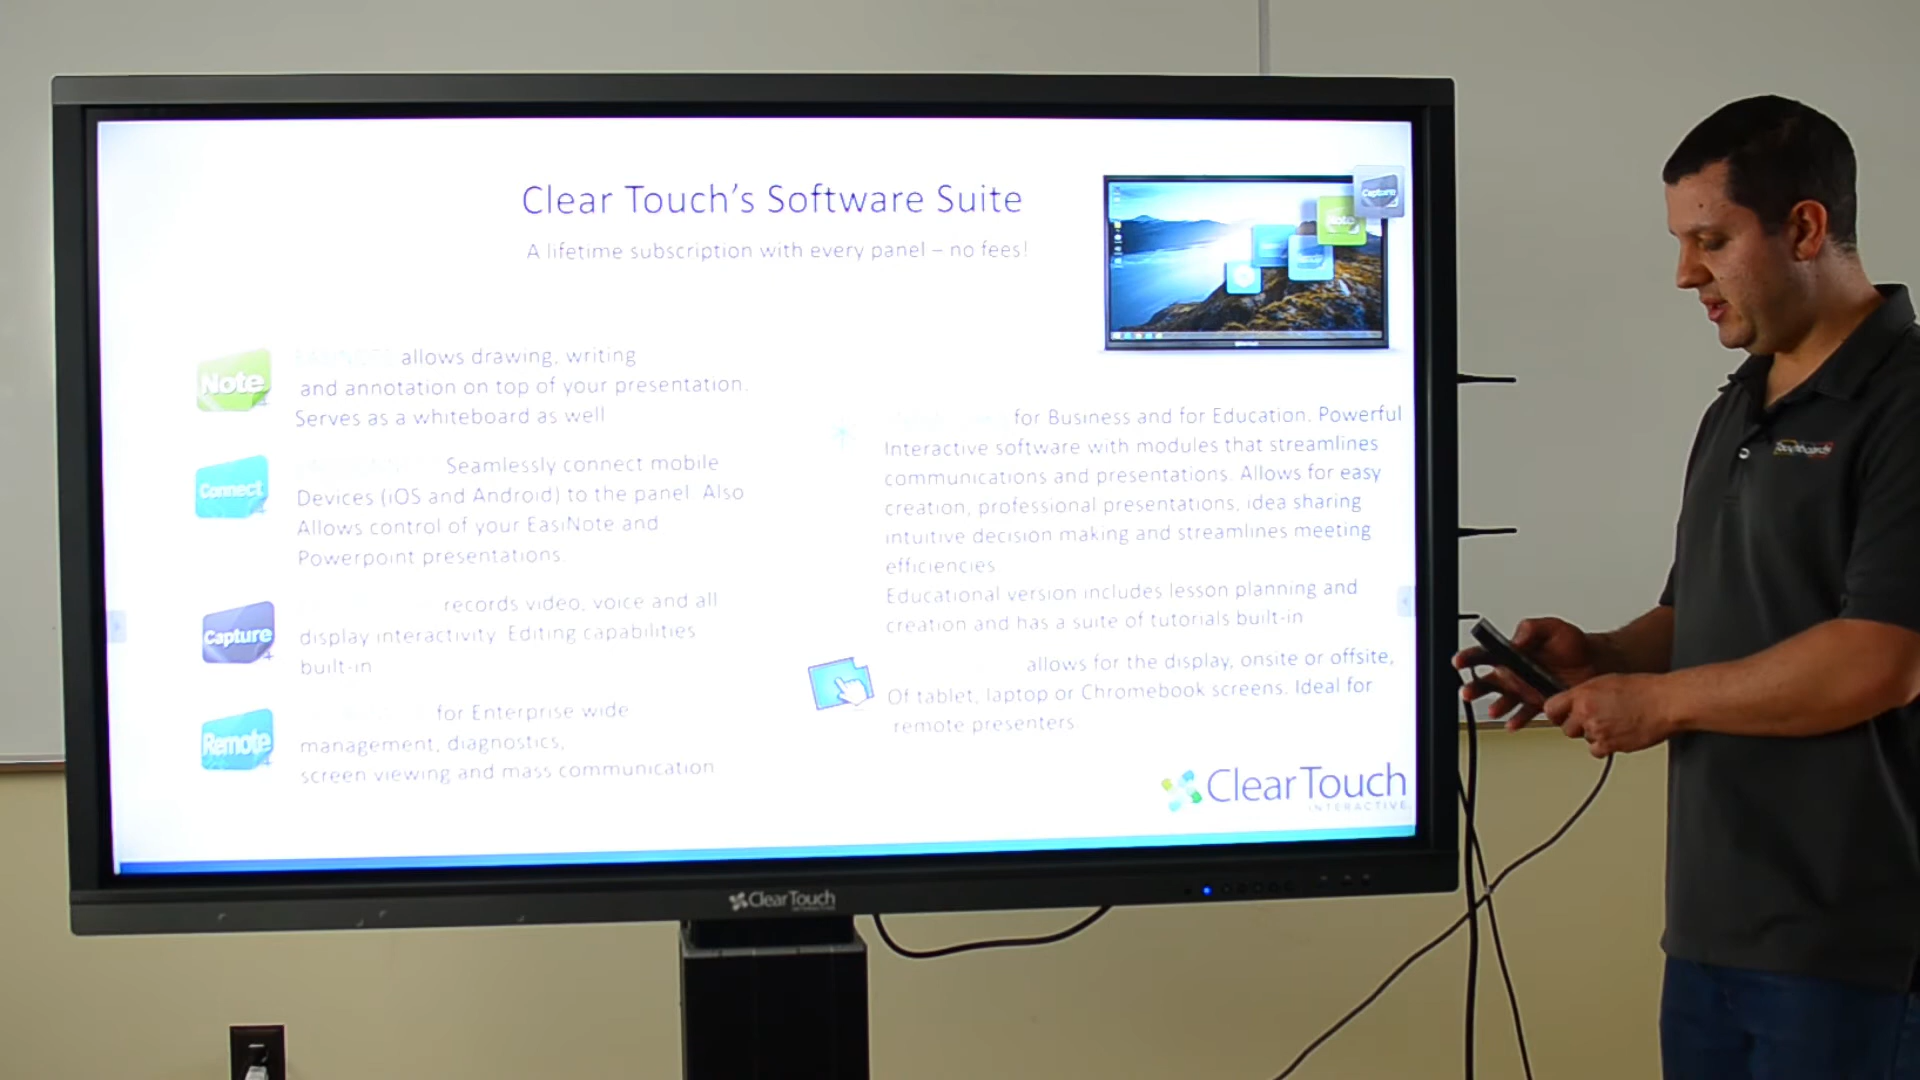 Clear Touch's Software Suite
A lifetime subscription with every panel – no fees!
Capture
Note
Note
allows drawing, writing
and annotation on top of your presentation.
Serves as a whiteboard as well
Connect
Seamlessly connect mobile
Devices (iOS and Android) to the panel. Also
Allows control of your EasiNote and
Powerpoint presentations.
Capture
records video, voice and all
display interactivity. Editing capabilities
built-in
Remote
for Enterprise wide
management, diagnostics,
screen viewing and mass communication
for Business and for Education. Powerful
Interactive software with modules that streamlines
communications and presentations. Allows for easy
creation, professional presentations, idea sharing
intuitive decision making and streamlines meeting
efficiencies
Educational version includes lesson planning and
creation and has a suite of tutorials built-in
allows for the display, onsite or offsite,
Of tablet, laptop or Chromebook screens. Ideal for
remote presenters
ClearTouch
INTERACTIVE
ClearTouch
INTERACTIVE